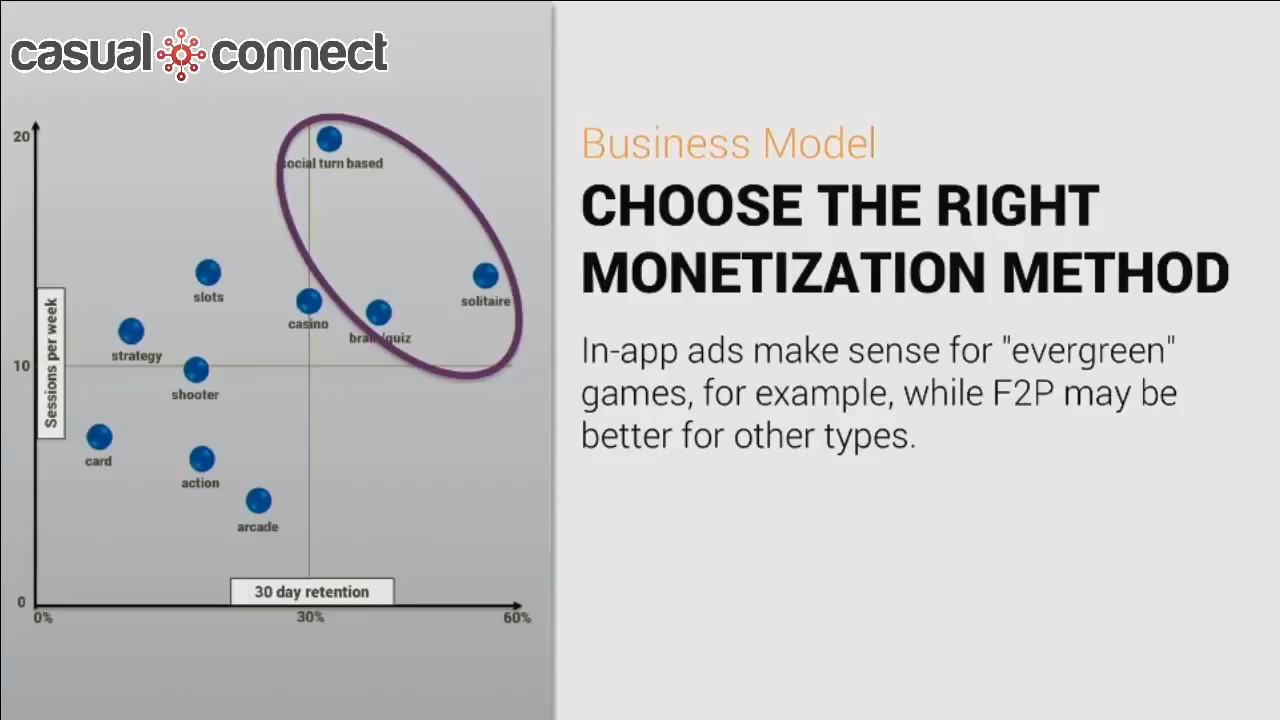 casual connect
Business Model
CHOOSE THE RIGHT
MONETIZATION METHOD
In-app ads make sense for "evergreen"
games, for example, while F2P may be
better for other types.
20
social turn based
slots
solitaire
casino
brain/quiz
strategy
10
shooter
Sessions per week
card
action
arcade
30 day retention
0
0%
30%
60%